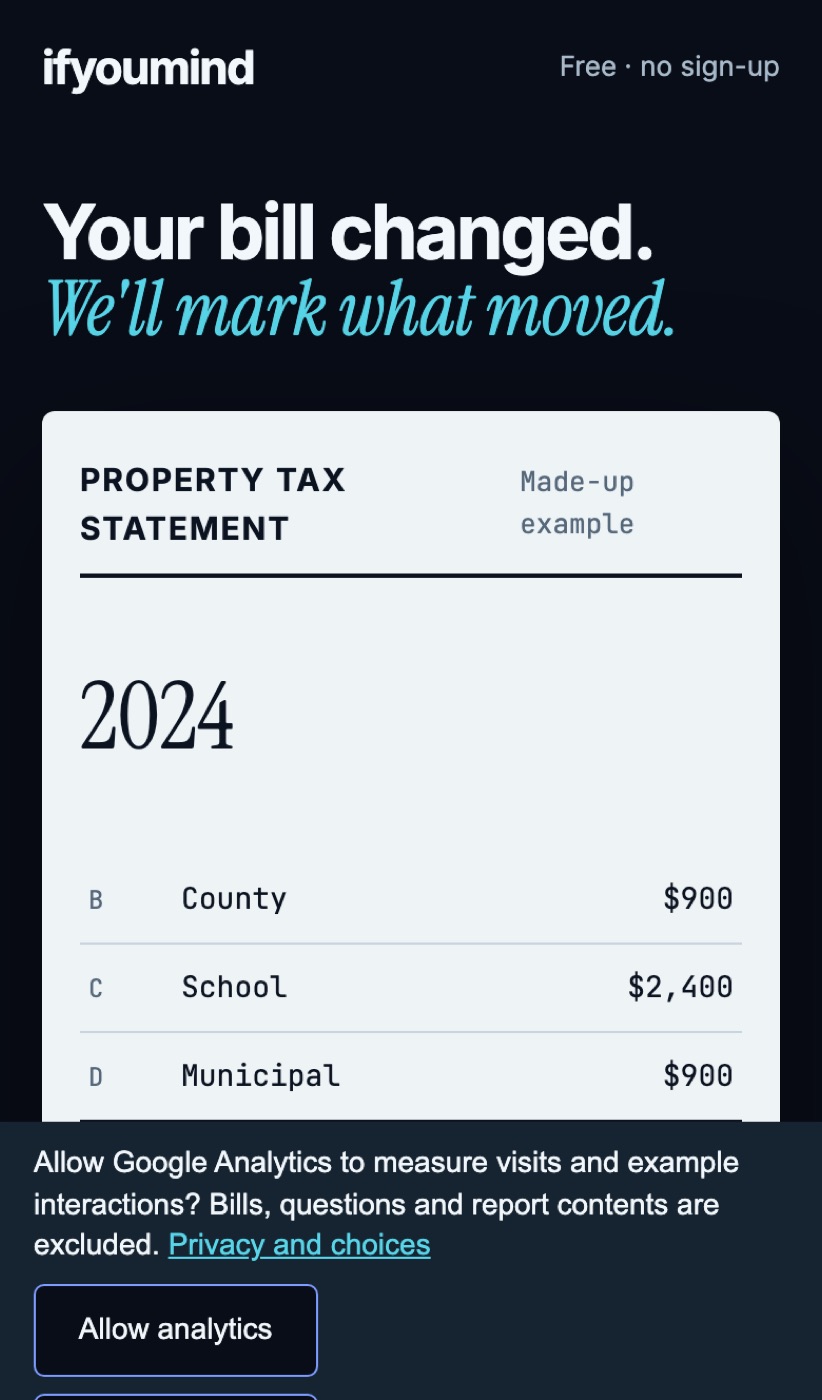 ifyoumind
Free · no sign-up
Your bill changed.
We'll mark what moved.
PROPERTY TAX
STATEMENT
Made-up
example
2024
B County $900
C School $2,400
D Municipal $900
Allow Google Analytics to measure visits and example
interactions? Bills, questions and report contents are
excluded. Privacy and choices
Allow analytics